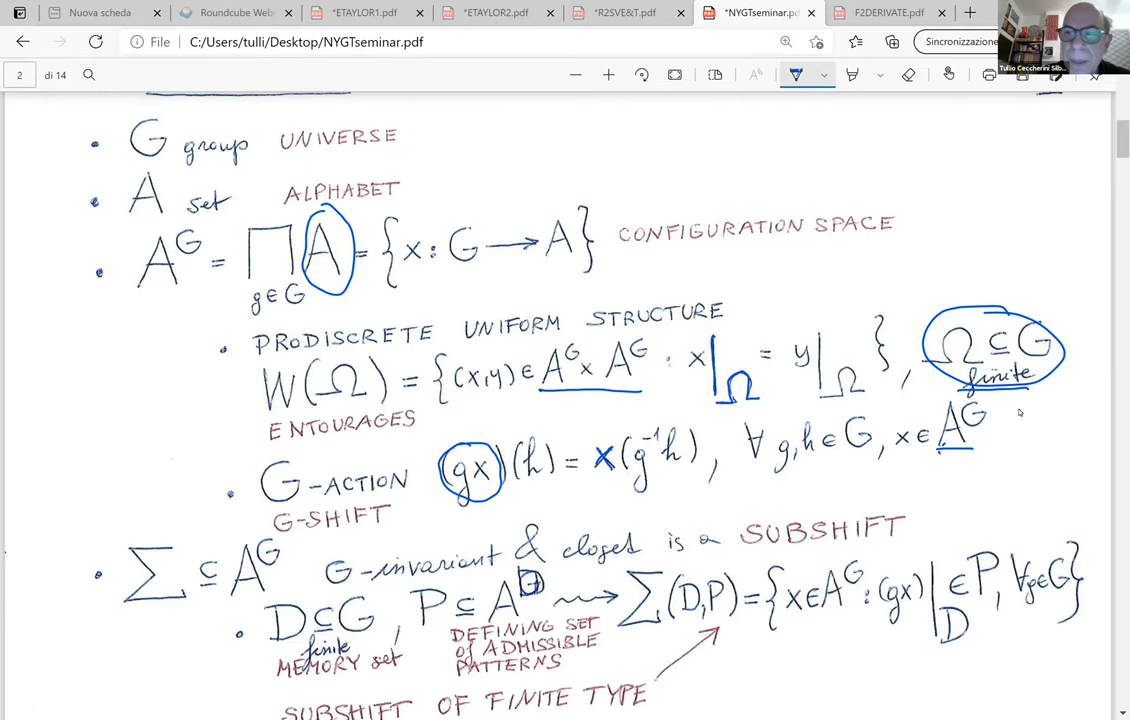 Nuova scheda
Roundcube Web
*ETAYLOR1.pdf
*ETAYLOR2.pdf
*R2SVE&T.pdf
*NYGTseminar.pd
F2DERIVATE.pdf
File
C:/Users/tulli/Desktop/NYGTseminar.pdf
Sincronizzazione
2
di 14
Tullio Ceccherini Silb
• G group UNIVERSE
• A set ALPHABET
• A^G = ∏_{g∈G} A = {x: G → A} CONFIGURATION SPACE
• PRODISCRETE UNIFORM STRUCTURE
W(Ω) = {(x,y) ∈ A^G × A^G : x|_Ω = y|_Ω}, Ω ⊆ G
finite
ENTOURAGES
• G-ACTION (gx)(h) = x(g^{-1}h), ∀ g,h ∈ G, x ∈ A^G
G-SHIFT
• Σ ⊆ A^G G-invariant & closed is a SUBSHIFT
• D ⊆ G, P ⊆ A^D ⇝ Σ(D,P) = {x ∈ A^G : (gx)|_D ∈ P, ∀g∈G}
finite
MEMORY set
DEFINING SET
of ADMISSIBLE
PATTERNS
SUBSHIFT OF FINITE TYPE